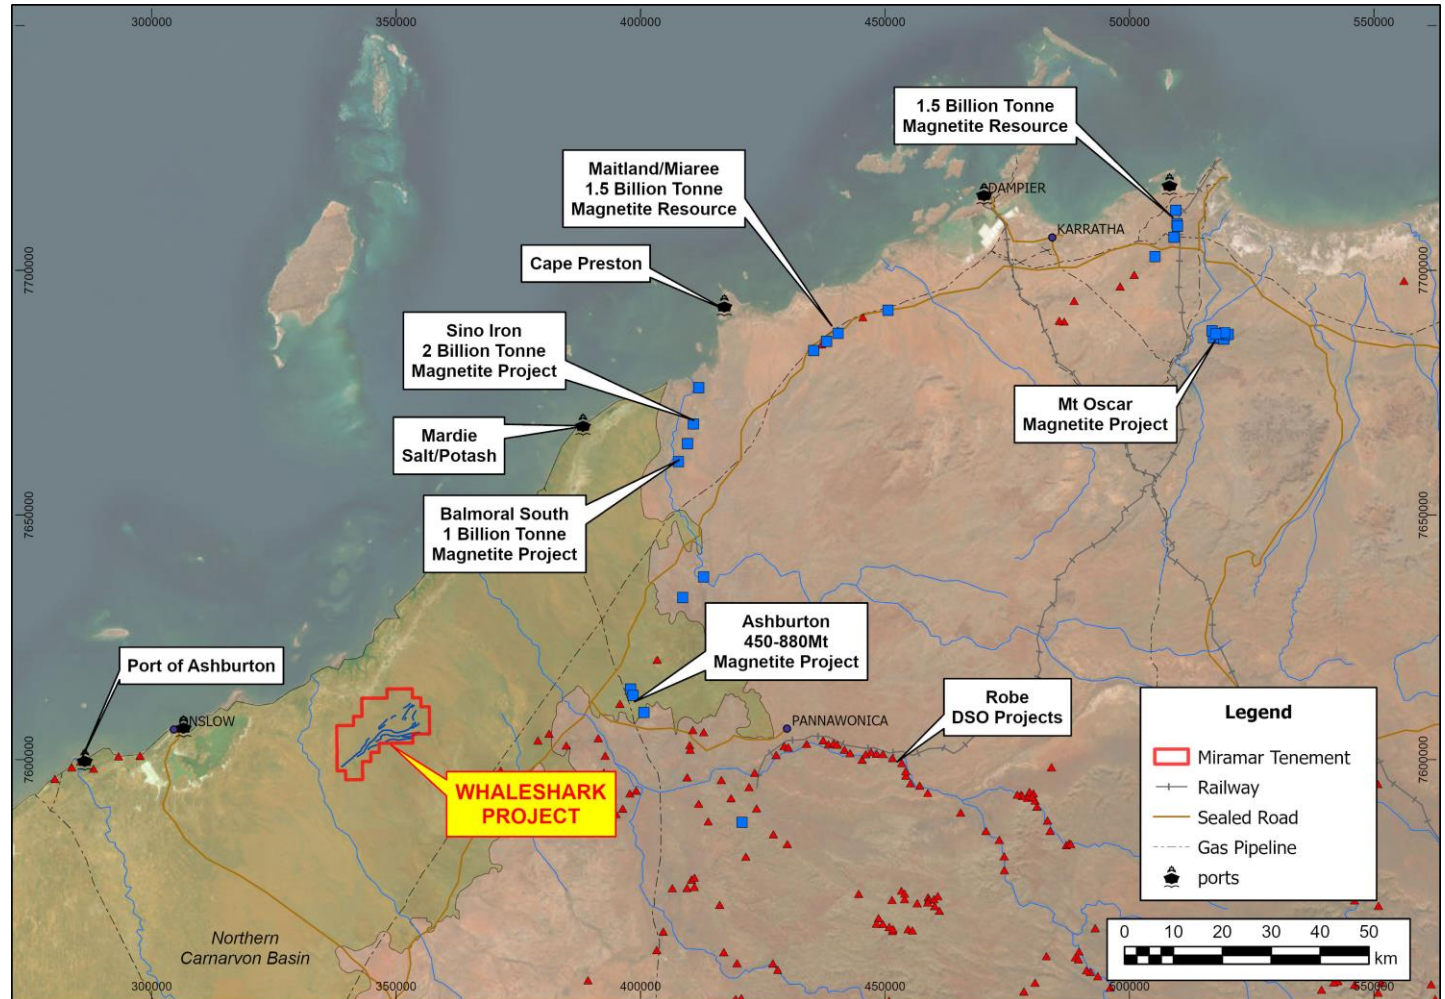 300000
350000
400000
450000
500000
550000
1.5 Billion Tonne
Magnetite Resource
Maitland/Miaree
1.5 Billion Tonne
Magnetite Resource
DAMPIER
KARRATHA
Cape Preston
7700000
7700000
Sino Iron
2 Billion Tonne
Magnetite Project
Mt Oscar
Magnetite Project
Mardie
Salt/Potash
Balmoral South
1 Billion Tonne
Magnetite Project
7650000
7650000
Ashburton
450-880Mt
Magnetite Project
Port of Ashburton
Robe
DSO Projects
NSLOW
PANNAWONICA
7600000
7600000
WHALESHARK
PROJECT
Legend
Miramar Tenement
Railway
Sealed Road
Gas Pipeline
ports
Northern
Carnarvon Basin
0 10 20 30 40 50
km
300000
350000
400000
450000
500000
550000